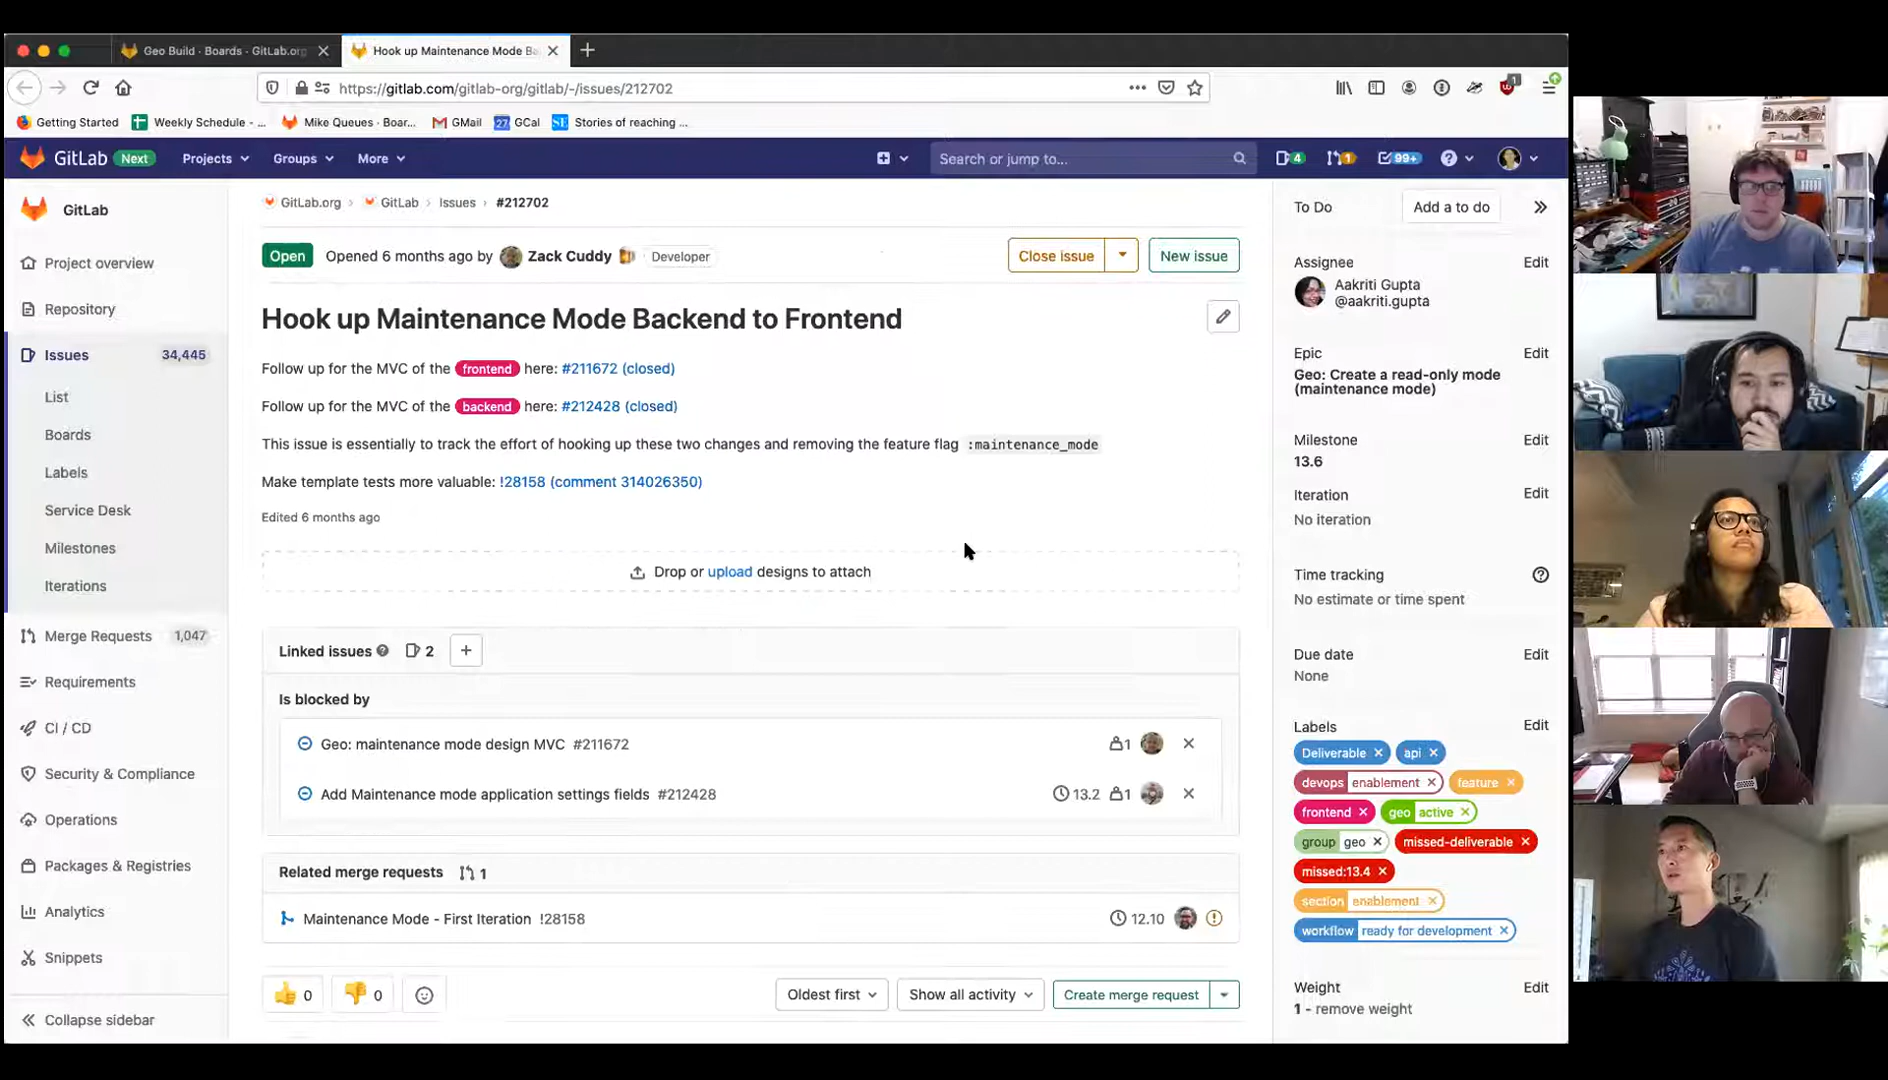 Geo Build · Boards · GitLab.org
Hook up Maintenance Mode Ba
https://gitlab.com/gitlab-org/gitlab/-/issues/212702
1
Getting Started
Weekly Schedule - ...
Mike Queues · Boar...
GMail
27 GCal
SE Stories of reaching ...
GitLab Next
Projects
Groups
More
Search or jump to...
4
1
99+
GitLab
Project overview
Repository
Issues 34,445
List
Boards
Labels
Service Desk
Milestones
Iterations
Merge Requests 1,047
Requirements
CI / CD
Security & Compliance
Operations
Packages & Registries
Analytics
Snippets
Collapse sidebar
GitLab.org > GitLab > Issues > #212702
Open Opened 6 months ago by Zack Cuddy Developer
Close issue
New issue
Hook up Maintenance Mode Backend to Frontend
Follow up for the MVC of the frontend here: #211672 (closed)
Follow up for the MVC of the backend here: #212428 (closed)
This issue is essentially to track the effort of hooking up these two changes and removing the feature flag :maintenance_mode
Make template tests more valuable: !28158 (comment 314026350)
Edited 6 months ago
Drop or upload designs to attach
Linked issues 2 +
Is blocked by
Geo: maintenance mode design MVC #211672 1
Add Maintenance mode application settings fields #212428 13.2 1
Related merge requests 1
Maintenance Mode - First Iteration !28158 12.10
0
0
Oldest first
Show all activity
Create merge request
To Do Add a to do
Assignee Edit
Aakriti Gupta
@aakriti.gupta
Epic Edit
Geo: Create a read-only mode
(maintenance mode)
Milestone Edit
13.6
Iteration Edit
No iteration
Time tracking
No estimate or time spent
Due date Edit
None
Labels Edit
Deliverable api
devops enablement feature
frontend geo active
group geo missed-deliverable
missed:13.4
section enablement
workflow ready for development
Weight Edit
1 - remove weight